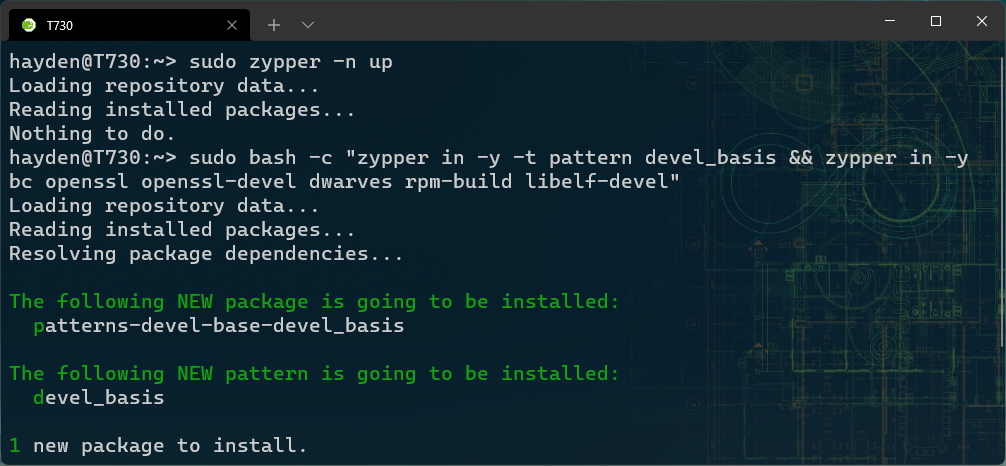 T730
hayden@T730:~> sudo zypper -n up
Loading repository data...
Reading installed packages...
Nothing to do.
hayden@T730:~> sudo bash -c "zypper in -y -t pattern devel_basis && zypper in -y
bc openssl openssl-devel dwarves rpm-build libelf-devel"
Loading repository data...
Reading installed packages...
Resolving package dependencies...
The following NEW package is going to be installed:
patterns-devel-base-devel_basis
The following NEW pattern is going to be installed:
devel_basis
1 new package to install.